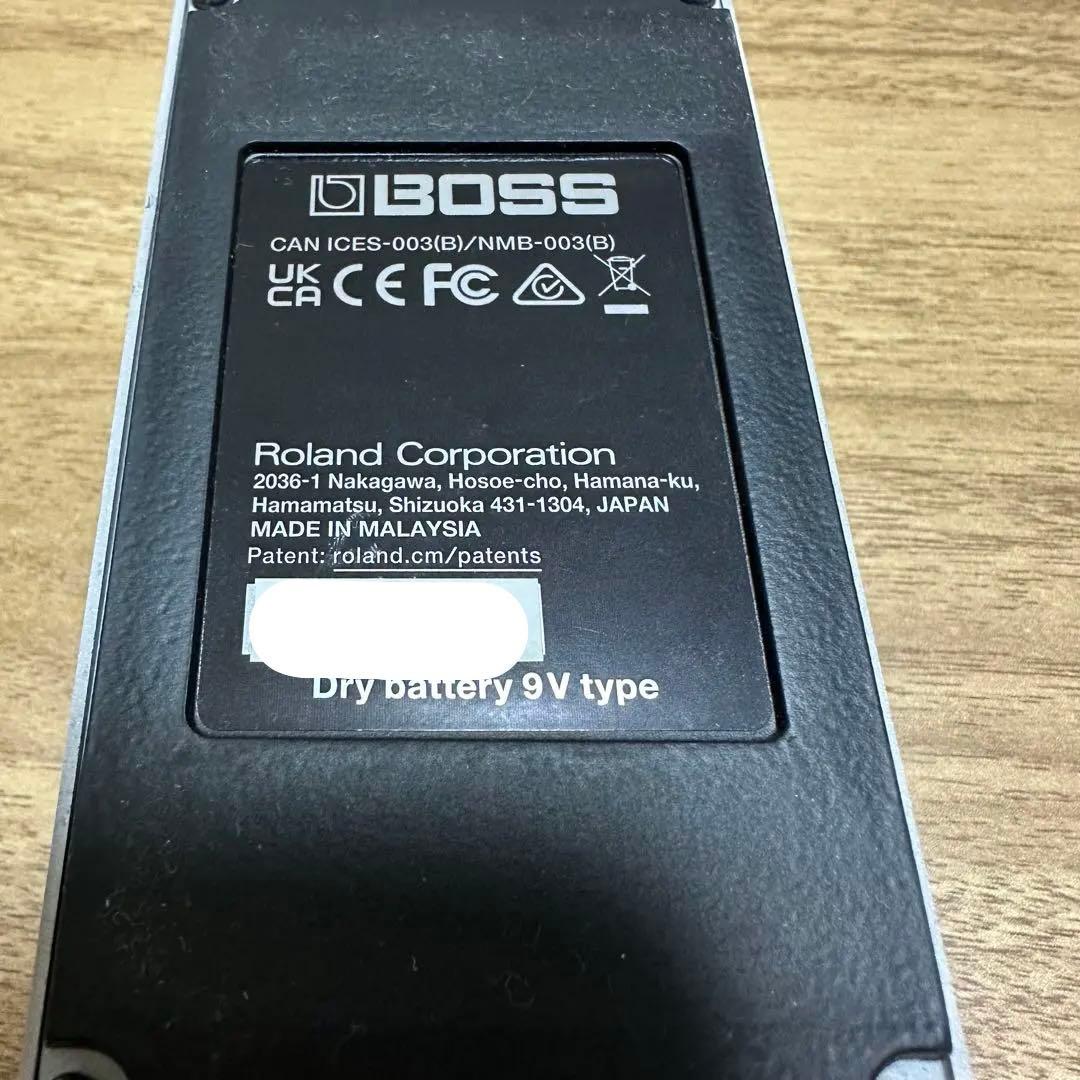 BOSS
CAN ICES-003(B)/NMB-003(B)
UK
CA CE FC
Roland Corporation
2036-1 Nakagawa, Hosoe-cho, Hamana-ku,
Hamamatsu, Shizuoka 431-1304, JAPAN
MADE IN MALAYSIA
Patent: roland.cm/patents
Dry battery 9V type